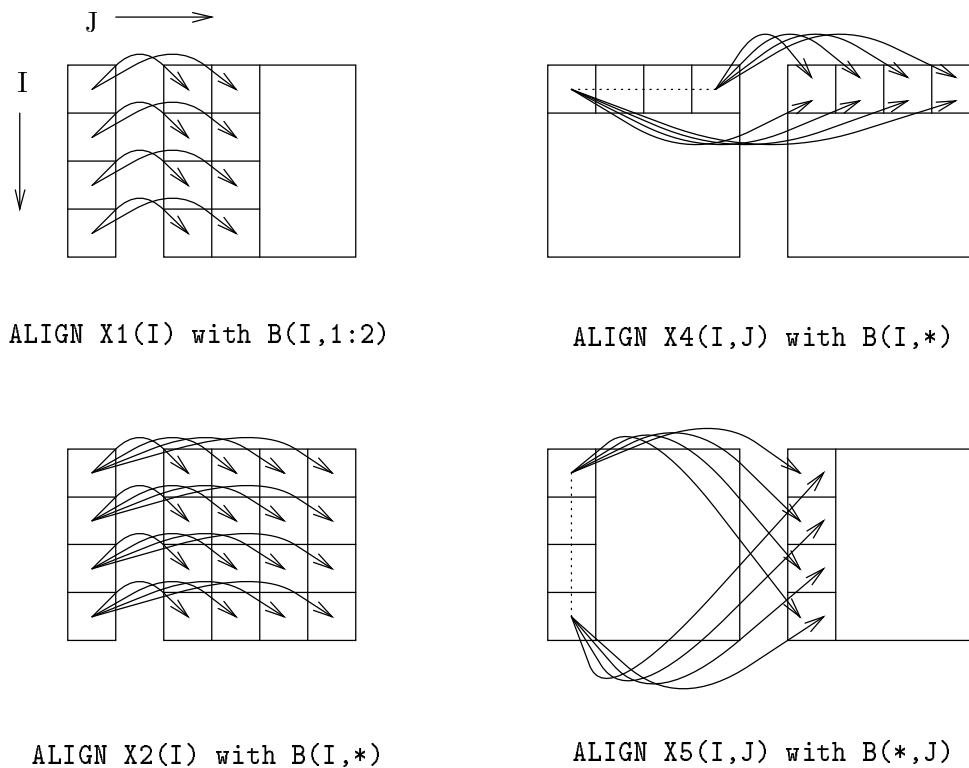 J
I
ALIGN X1(I) with B(I,1:2)
ALIGN X4(I,J) with B(I,*)
ALIGN X2(I) with B(I,*)
ALIGN X5(I,J) with B(*,J)